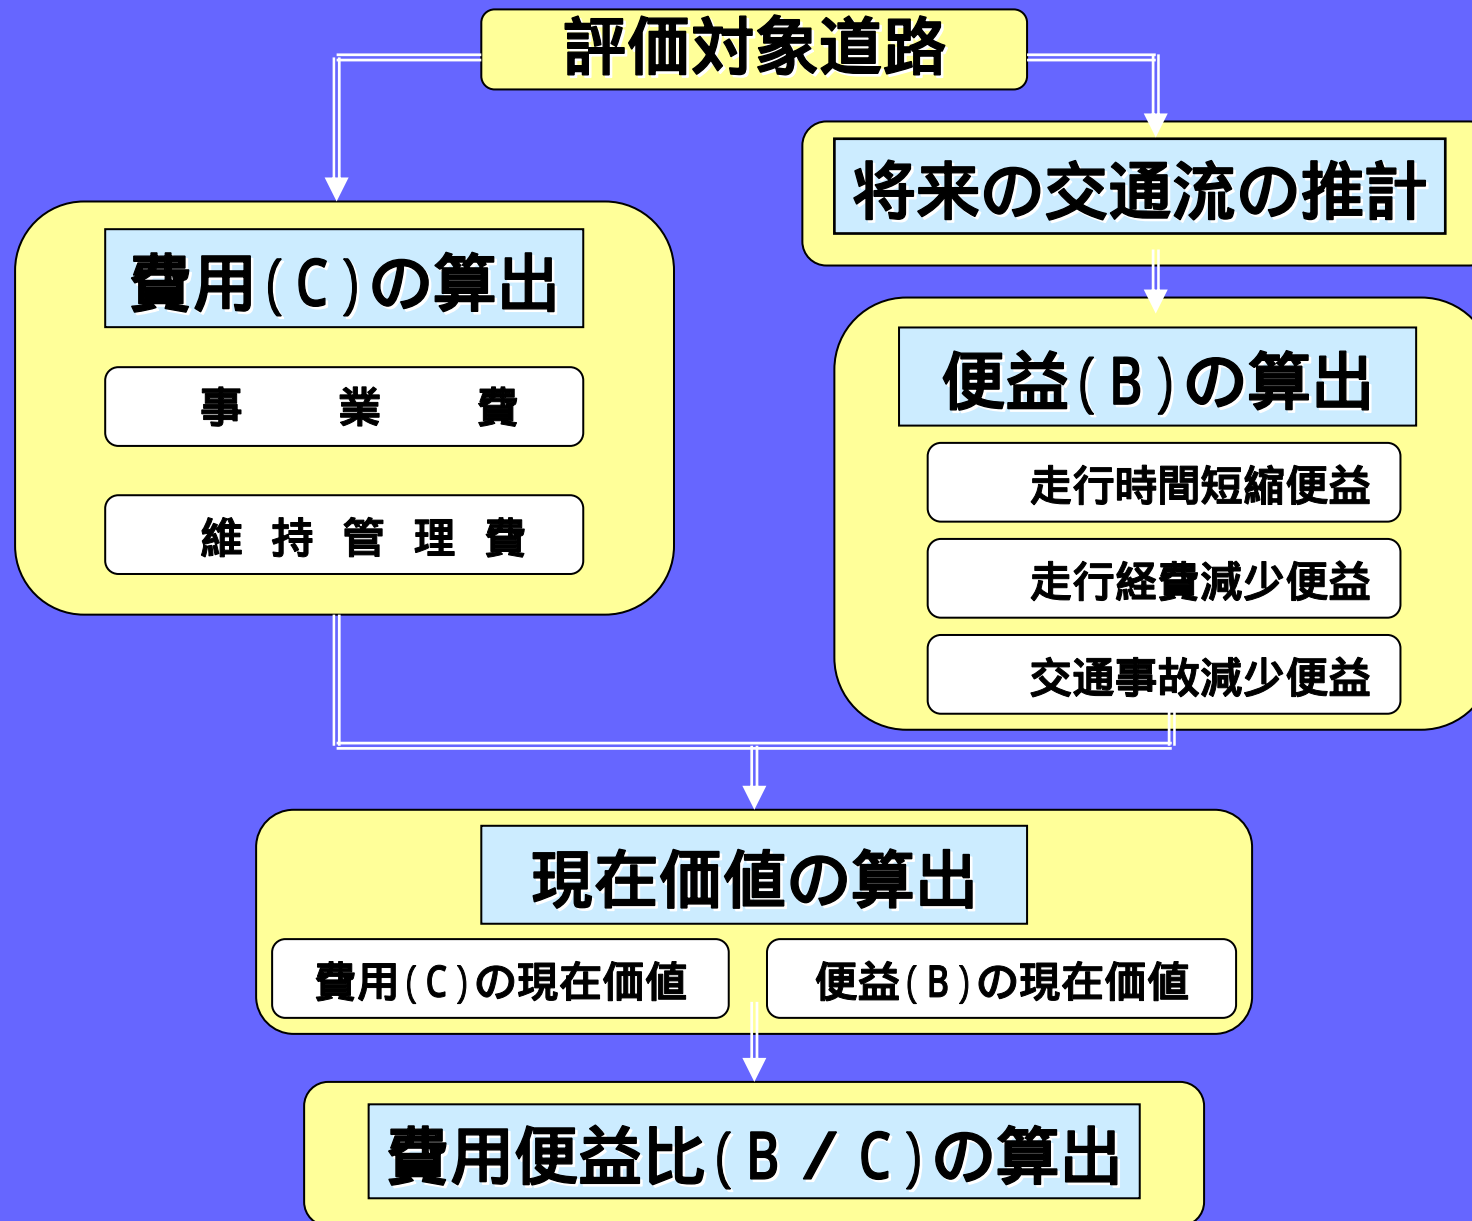 評価対象道路
将来の交通流の推計
費用(C)の算出
事　業　費
維 持 管 理 費
便益(B)の算出
走行時間短縮便益
走行経費減少便益
交通事故減少便益
現在価値の算出
費用(C)の現在価値
便益(B)の現在価値
費用便益比(B/C)の算出